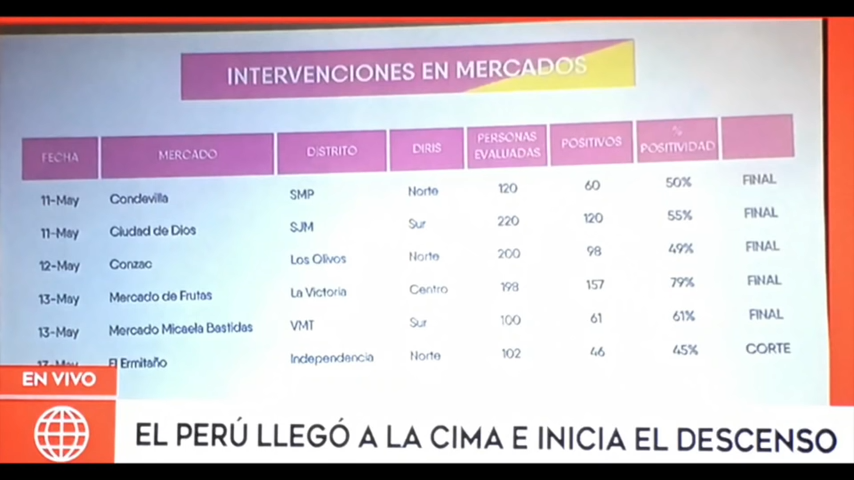 INTERVENCIONES EN MERCADOS
FECHA MERCADO DISTRITO DIRIS PERSONAS EVALUADAS POSITIVOS % POSITIVIDAD
11-May Condevilla SMP Norte 120 60 50% FINAL
11-May Ciudad de Dios SJM Sur 220 120 55% FINAL
12-May Conzac Los Olivos Norte 200 98 49% FINAL
13-May Mercado de Frutas La Victoria Centro 198 157 79% FINAL
13-May Mercado Micaela Bastidas VMT Sur 100 61 61% FINAL
17-May El Ermitaño Independencia Norte 102 46 45% CORTE
EN VIVO
EL PERÚ LLEGÓ A LA CIMA E INICIA EL DESCENSO